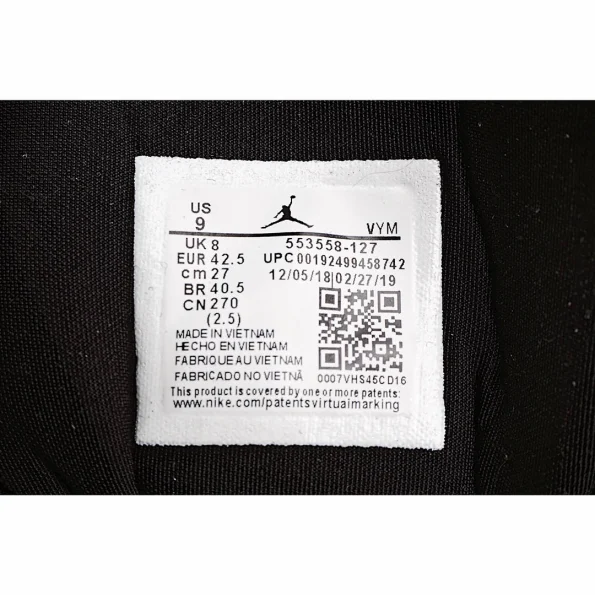 US
9
VYM
UK 8
553558-127
EUR 42.5
UPC 00192499458742
cm 27
12/05/18|02/27/19
BR 40.5
CN 270
(2.5)
MADE IN VIETNAM
HECHO EN VIETNAM
FABRIQUE AU VIETNAM
FABRICADO NO VIETNÃ
0007VHS45CD16
This product is covered by one or more patents:
www.nike.com/patentsvirtualmarking